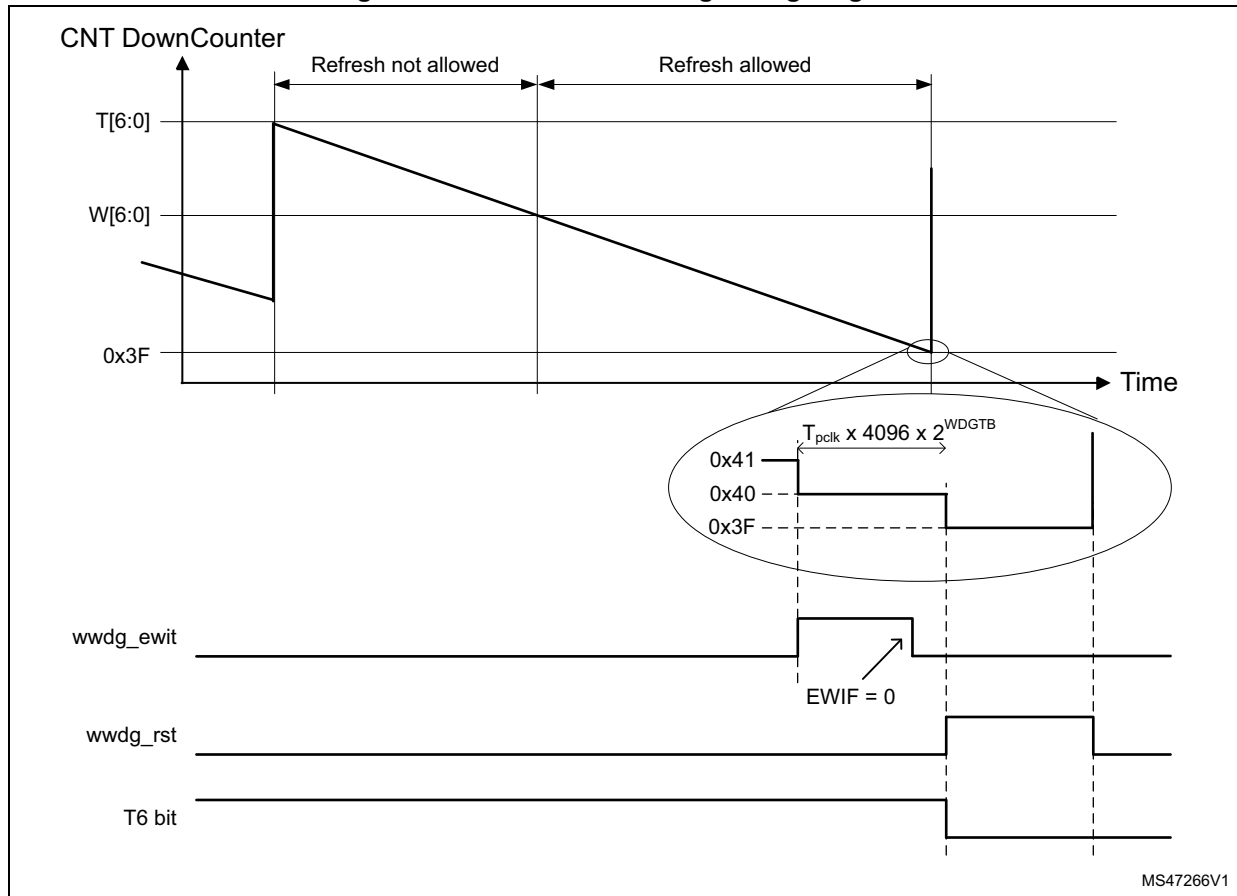 CNT DownCounter
Refresh not allowed
Refresh allowed
T[6:0]
W[6:0]
0x3F
Time
Tpclk x 4096 x 2^WDGTB
0x41
0x40
0x3F
wwdg_ewit
EWIF = 0
wwdg_rst
T6 bit
MS47266V1